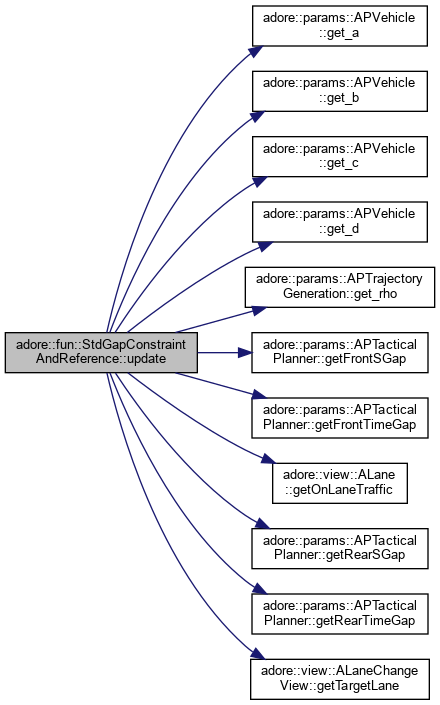 adore::params::APVehicle
::get_a
adore::params::APVehicle
::get_b
adore::params::APVehicle
::get_c
adore::params::APVehicle
::get_d
adore::params::APTrajectory
Generation::get_rho
adore::fun::StdGapConstraint
AndReference::update
adore::params::APTactical
Planner::getFrontSGap
adore::params::APTactical
Planner::getFrontTimeGap
adore::view::ALane
::getOnLaneTraffic
adore::params::APTactical
Planner::getRearSGap
adore::params::APTactical
Planner::getRearTimeGap
adore::view::ALaneChange
View::getTargetLane